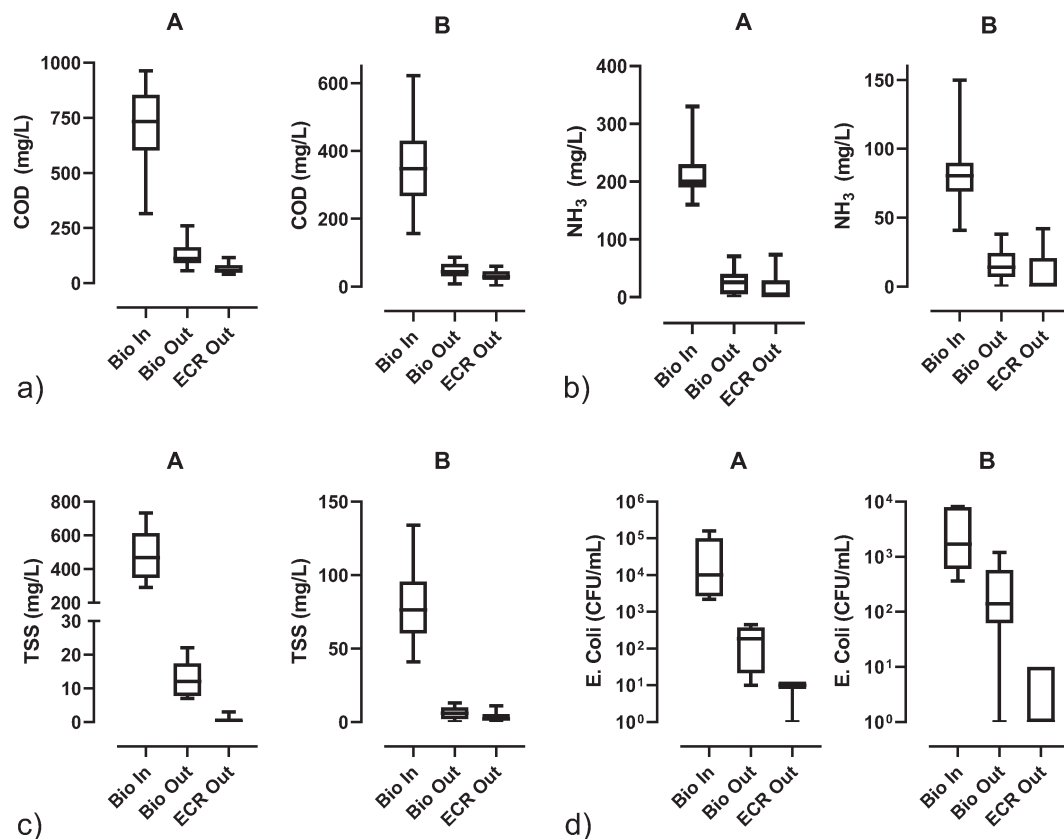 A
B
A
B
1000
750
500
250
0
COD (mg/L)
Bio In
Bio Out
ECR Out
600
400
200
0
COD (mg/L)
Bio In
Bio Out
ECR Out
400
300
200
100
0
NH3 (mg/L)
Bio In
Bio Out
ECR Out
150
100
50
0
NH3 (mg/L)
Bio In
Bio Out
ECR Out
a)
b)
A
B
A
B
800
600
400
200
30
20
10
0
TSS (mg/L)
Bio In
Bio Out
ECR Out
150
100
50
0
TSS (mg/L)
Bio In
Bio Out
ECR Out
10^6
10^5
10^4
10^3
10^2
10^1
10^0
E. Coli (CFU/mL)
Bio In
Bio Out
ECR Out
10^4
10^3
10^2
10^1
10^0
E. Coli (CFU/mL)
Bio In
Bio Out
ECR Out
c)
d)